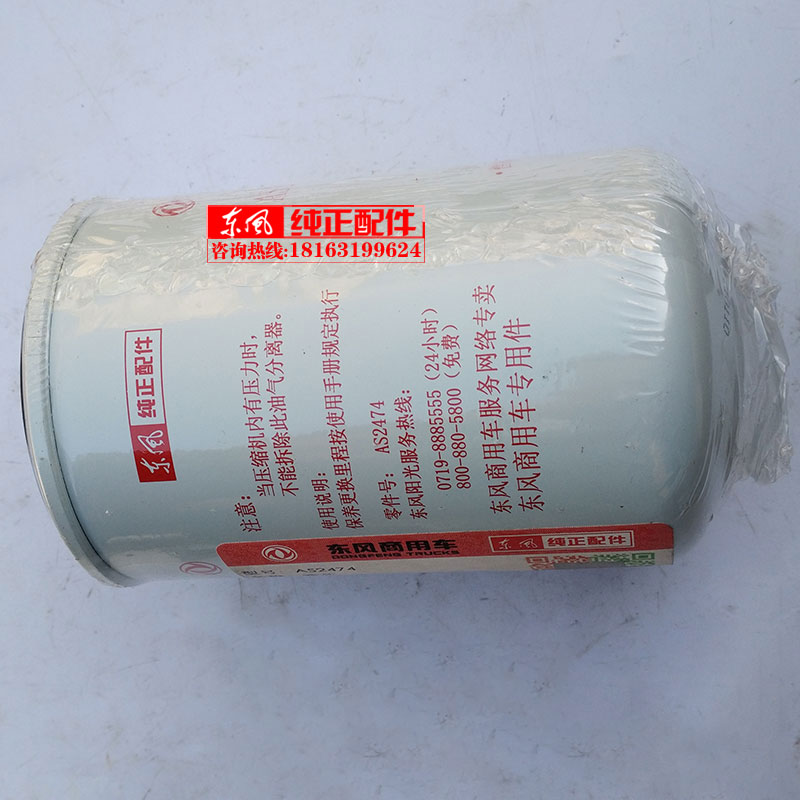 东风 纯正配件
咨询热线:18163199624
东风 纯正配件
注意:
当压缩机内有压力时,
不能拆除此油气分离器。
使用说明:
保养更换里程按使用手册规定执行
零件号: AS2474
东风阳光服务热线:
0719-8885555(24小时)
800-880-5800(免费)
东风商用车服务网络专卖
东风商用车专用件
东风商用车
DONGFENG TRUCKS
东风 纯正配件
AS2474